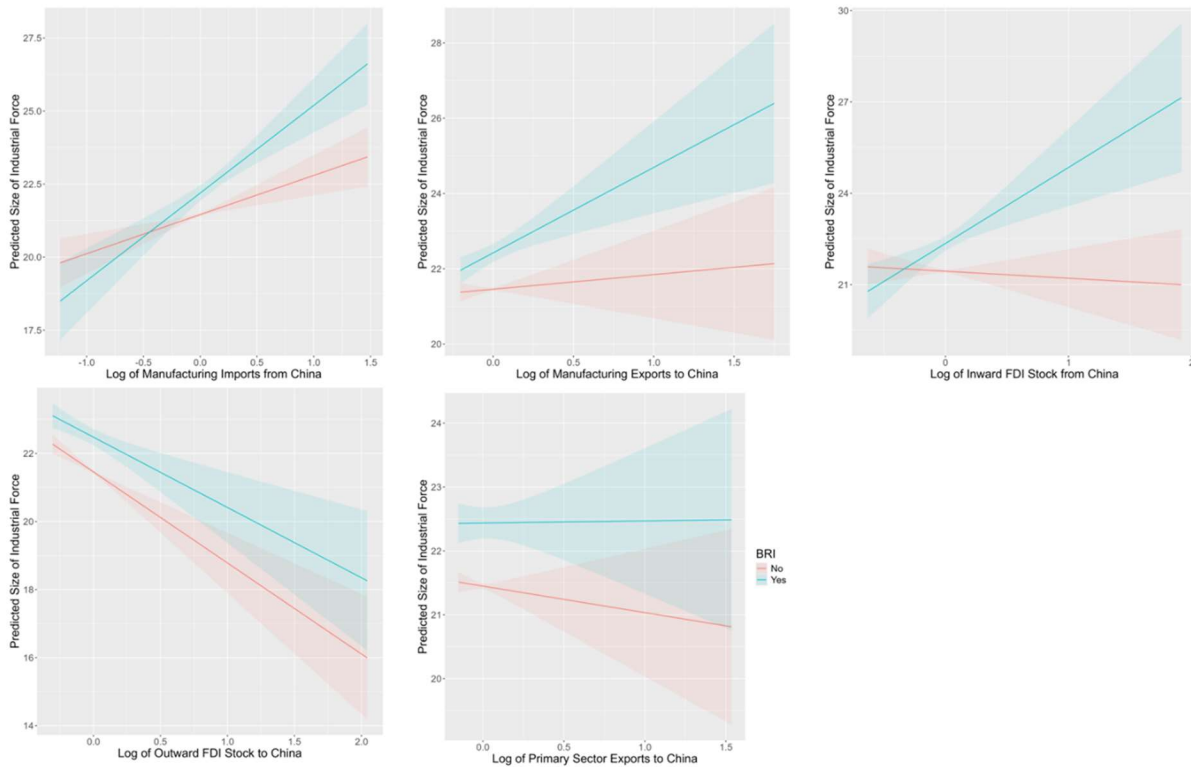 Predicted Size of Industrial Force
27.5
25.0
22.5
20.0
17.5
-1.0 -0.5 0.0 0.5 1.0 1.5
Log of Manufacturing Imports from China
Predicted Size of Industrial Force
28
26
24
22
20
0.0 0.5 1.0 1.5
Log of Manufacturing Exports to China
Predicted Size of Industrial Force
30
27
24
21
0 1 2
Log of Inward FDI Stock from China
Predicted Size of Industrial Force
22
20
18
16
14
0.0 0.5 1.0 1.5 2.0
Log of Outward FDI Stock to China
Predicted Size of Industrial Force
24
23
22
21
20
0.0 0.5 1.0 1.5
Log of Primary Sector Exports to China
BRI
No
Yes